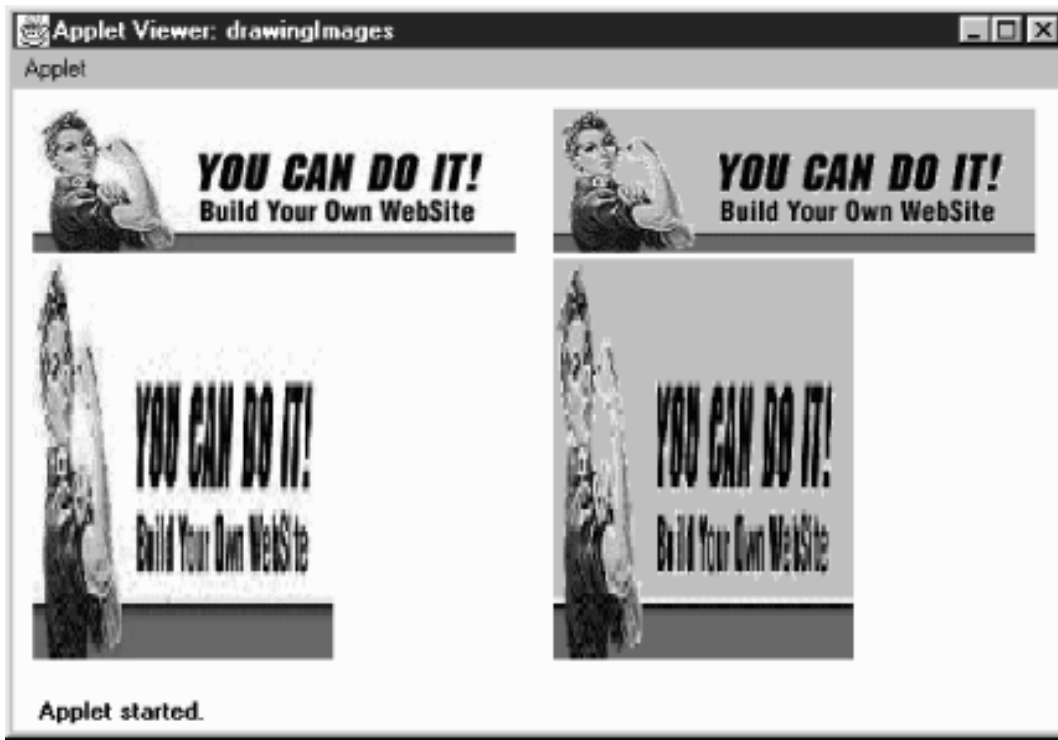 Applet Viewer: drawingImages
Applet
YOU CAN DO IT!
Build Your Own WebSite
YOU CAN DO IT!
Build Your Own WebSite
YOU CAN DO IT!
Build Your Own WebSite
YOU CAN DO IT!
Build Your Own WebSite
Applet started.